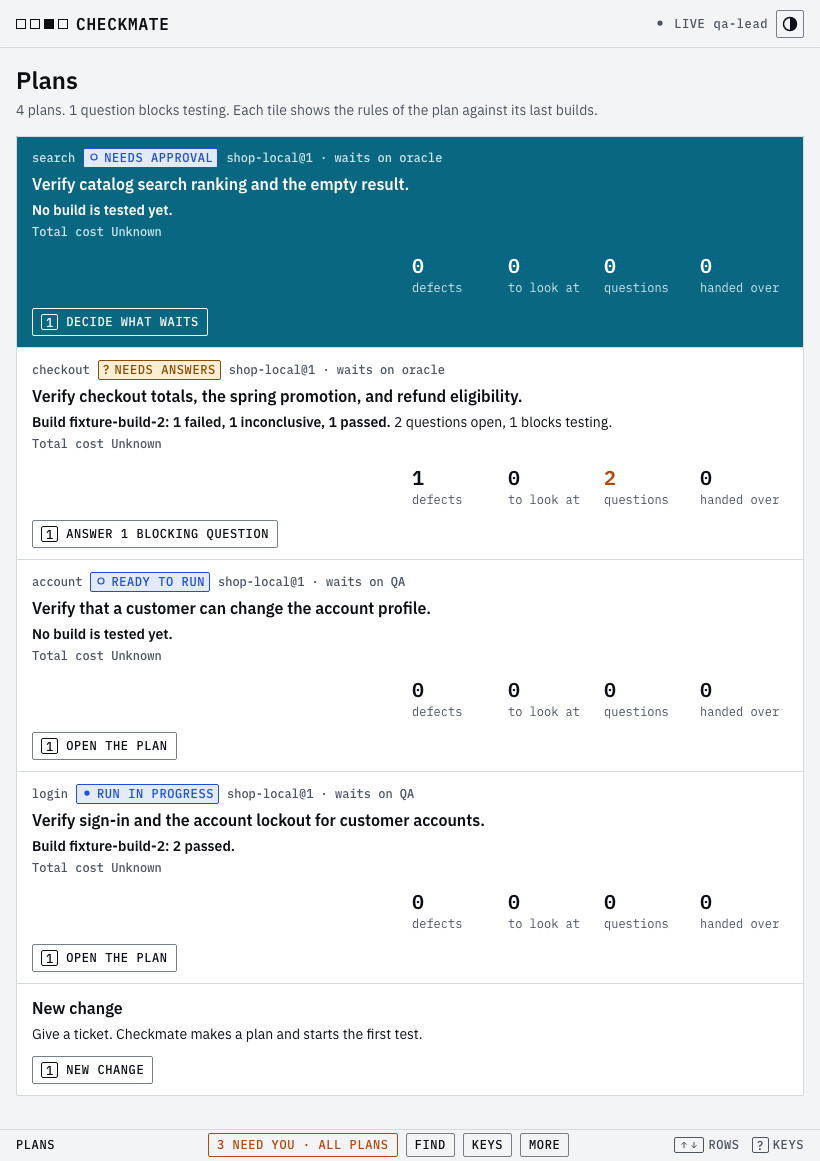 CHECKMATE
LIVE qa-lead
Plans
4 plans. 1 question blocks testing. Each tile shows the rules of the plan against its last builds.
search NEEDS APPROVAL shop-local@1 · waits on oracle
Verify catalog search ranking and the empty result.
No build is tested yet.
Total cost Unknown
0 0 0 0
defects to look at questions handed over
1 DECIDE WHAT WAITS
checkout ? NEEDS ANSWERS shop-local@1 · waits on oracle
Verify checkout totals, the spring promotion, and refund eligibility.
Build fixture-build-2: 1 failed, 1 inconclusive, 1 passed. 2 questions open, 1 blocks testing.
Total cost Unknown
1 0 2 0
defects to look at questions handed over
1 ANSWER 1 BLOCKING QUESTION
account READY TO RUN shop-local@1 · waits on QA
Verify that a customer can change the account profile.
No build is tested yet.
Total cost Unknown
0 0 0 0
defects to look at questions handed over
1 OPEN THE PLAN
login RUN IN PROGRESS shop-local@1 · waits on QA
Verify sign-in and the account lockout for customer accounts.
Build fixture-build-2: 2 passed.
Total cost Unknown
0 0 0 0
defects to look at questions handed over
1 OPEN THE PLAN
New change
Give a ticket. Checkmate makes a plan and starts the first test.
1 NEW CHANGE
PLANS 3 NEED YOU · ALL PLANS FIND KEYS MORE ↑↓ ROWS ? KEYS